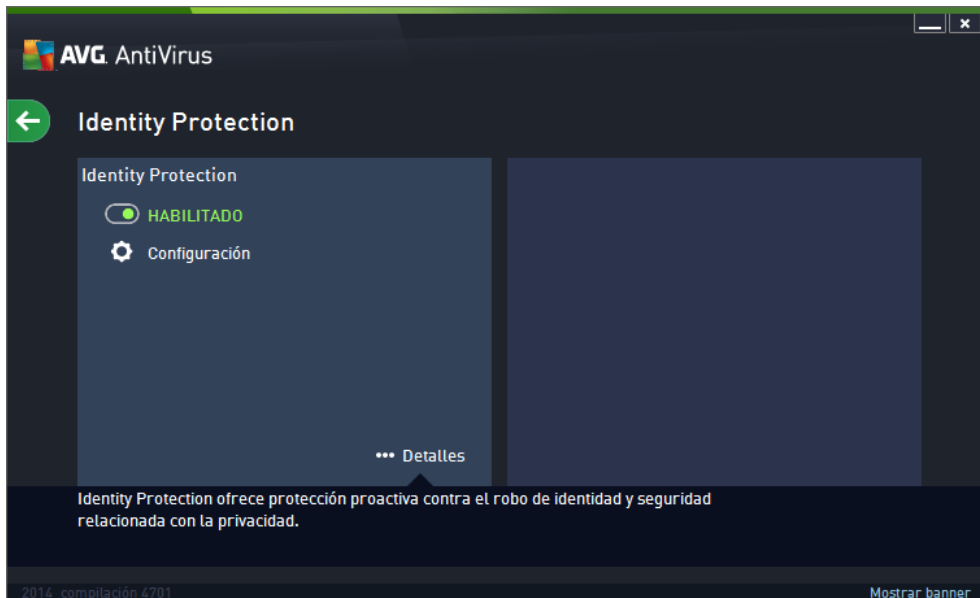 AVG. AntiVirus
Identity Protection
Identity Protection
HABILITADO
Configuración
••• Detalles
Identity Protection ofrece protección proactiva contra el robo de identidad y seguridad
relacionada con la privacidad.
2014 compilación 4701
Mostrar banner